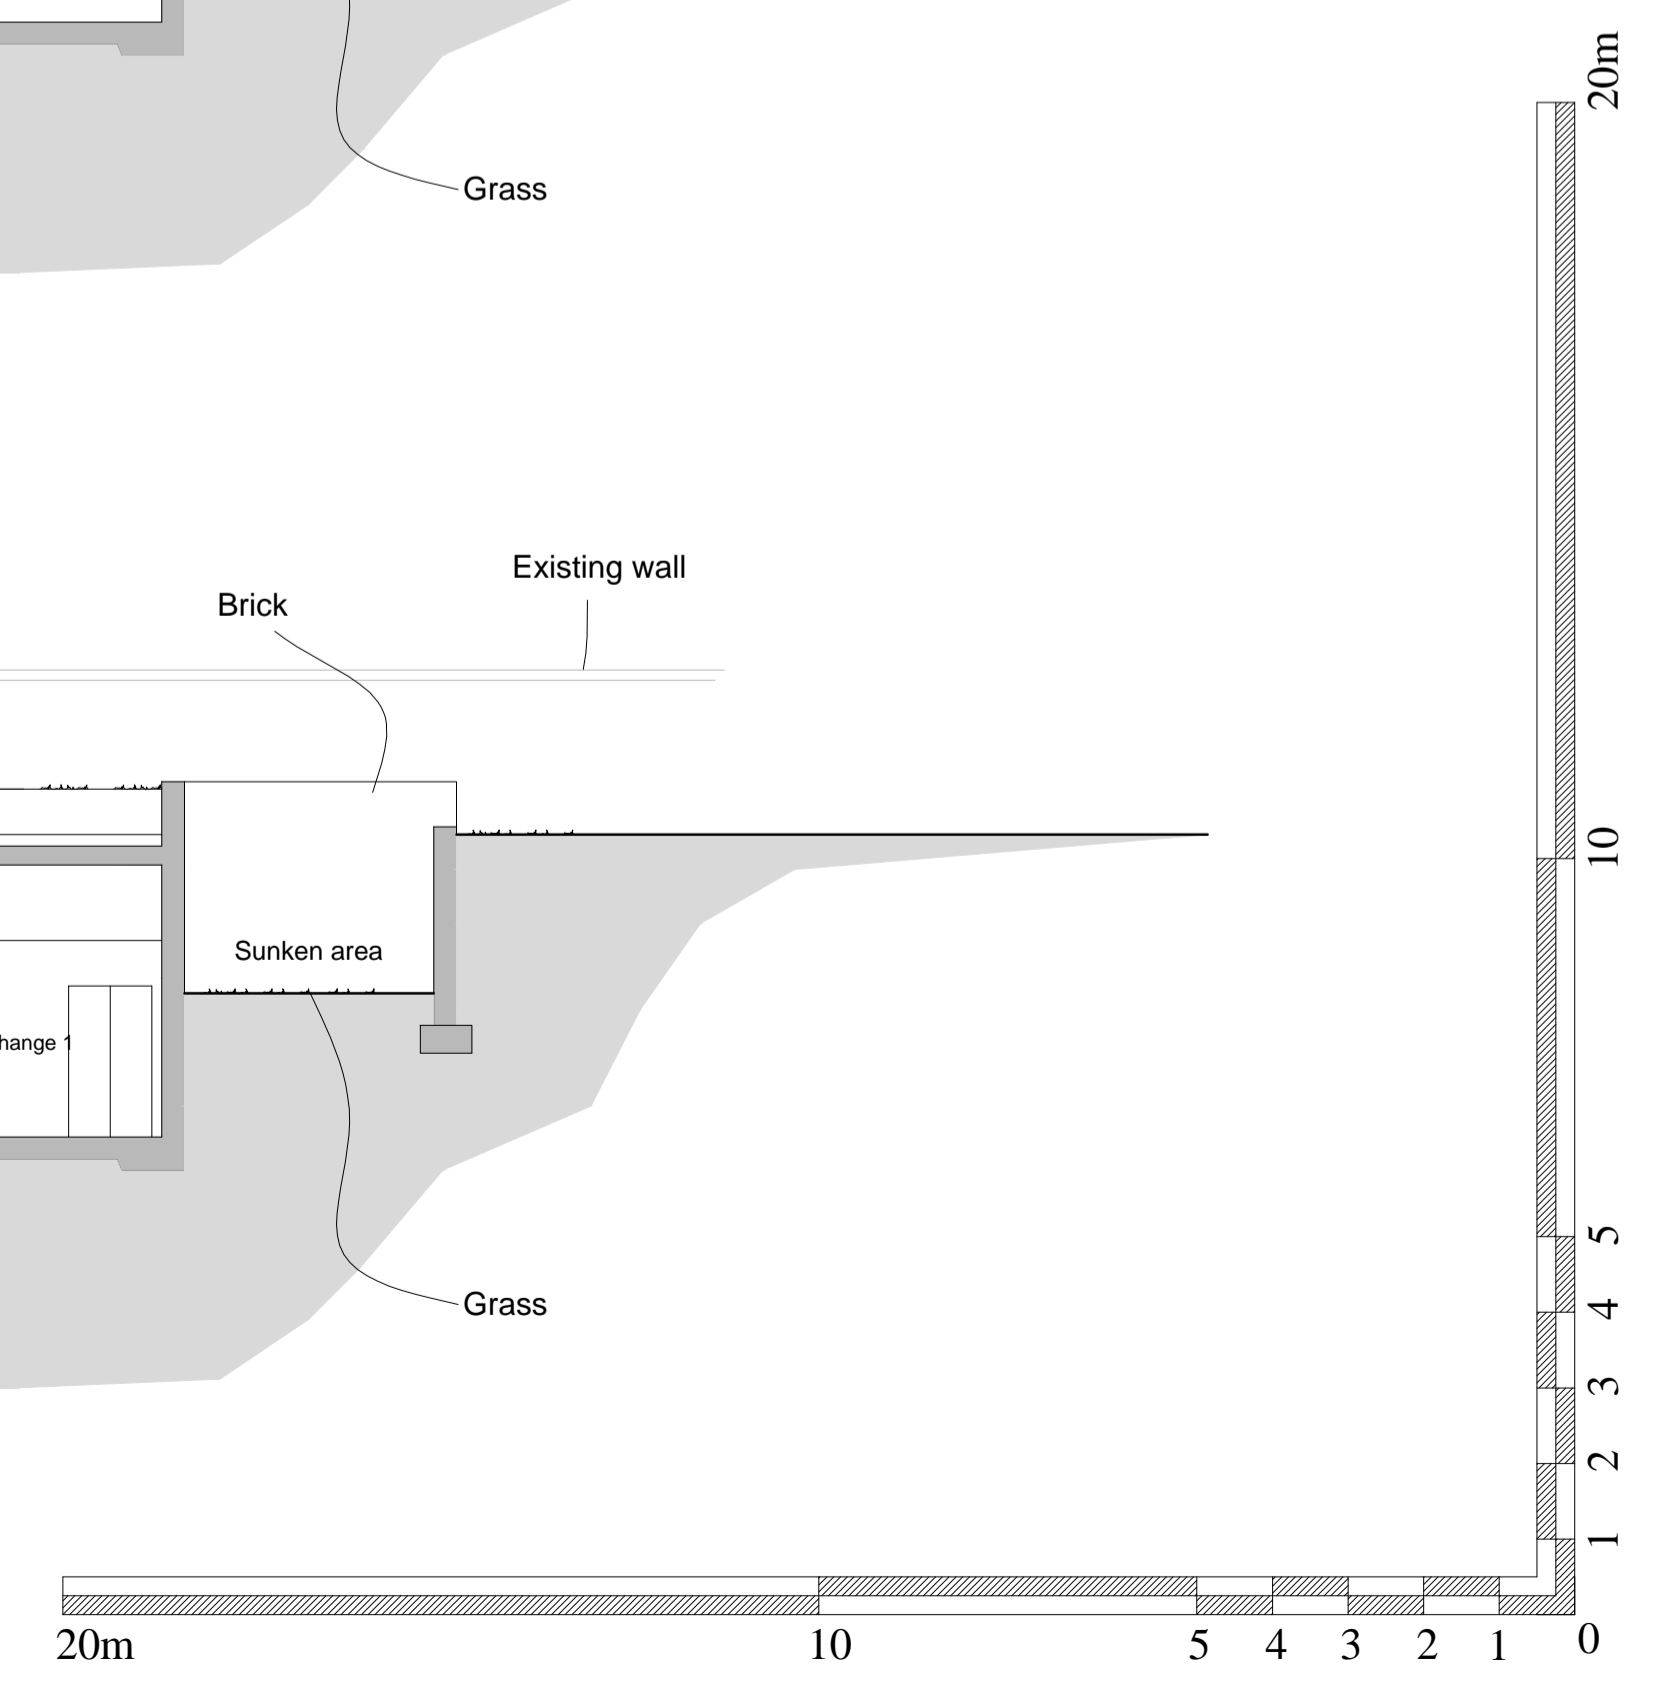 20m
Grass
Existing wall
Brick
10
Sunken area
hange 1
5
Grass
4
3
2
1
20m 10 5 4 3 2 1 0